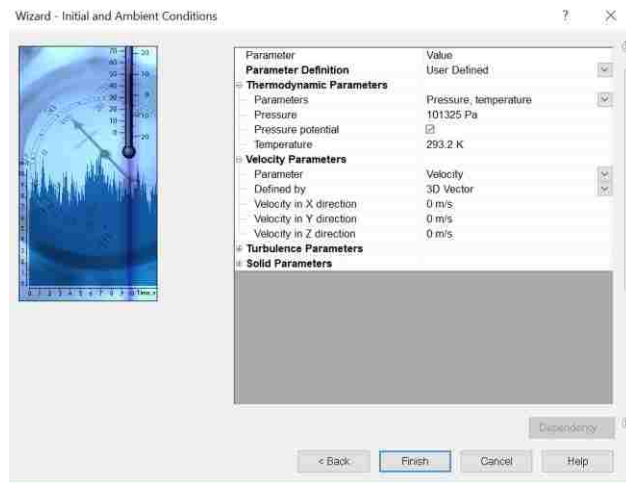 Wizard - Initial and Ambient Conditions
? 
Parameter Value
Parameter Definition User Defined
Thermodynamic Parameters
Parameters Pressure, temperature
Pressure 101325 Pa
Pressure potential
Temperature 293.2 K
Velocity Parameters
Parameter Velocity
Defined by 3D Vector
Velocity in X direction 0 m/s
Velocity in Y direction 0 m/s
Velocity in Z direction 0 m/s
Turbulence Parameters
Solid Parameters
Dependency
< Back Finish Cancel Help